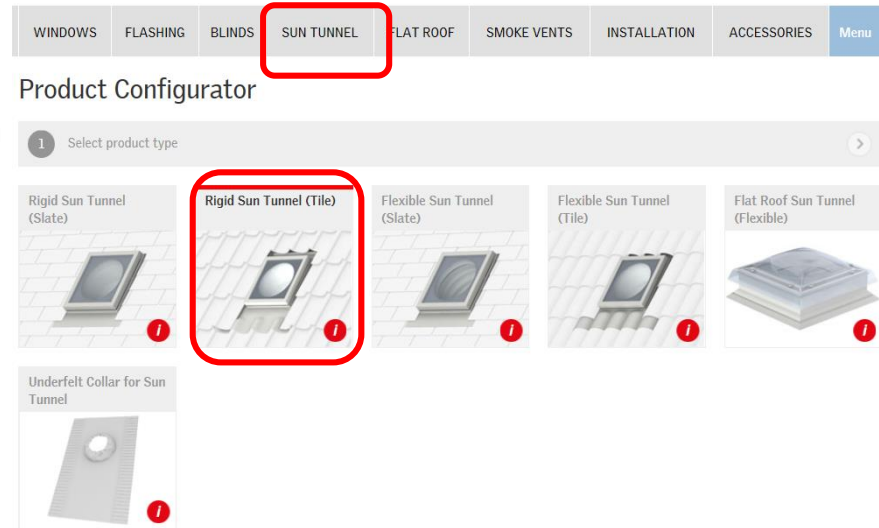 WINDOWS FLASHING BLINDS SUN TUNNEL FLAT ROOF SMOKE VENTS INSTALLATION ACCESSORIES Menu
Product Configurator
1 Select product type
Rigid Sun Tunnel
(Slate)
Rigid Sun Tunnel (Tile)
Flexible Sun Tunnel
(Slate)
Flexible Sun Tunnel
(Tile)
Flat Roof Sun Tunnel
(Flexible)
i
i
i
i
i
Underfelt Collar for Sun
Tunnel
i